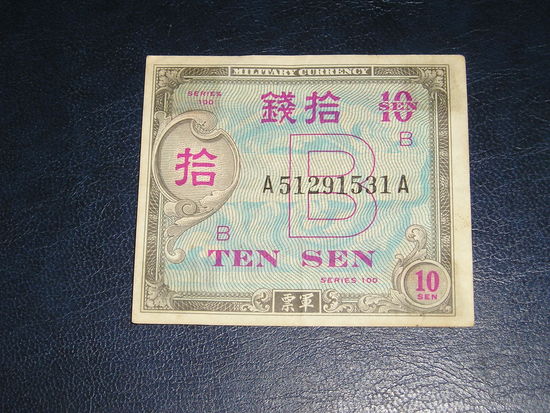 MILITARY CURRENCY
SERIES
100
錢拾
10
SEN
B
拾
B
A51291531A
B
TEN SEN
SERIES 100
10
SEN
票軍